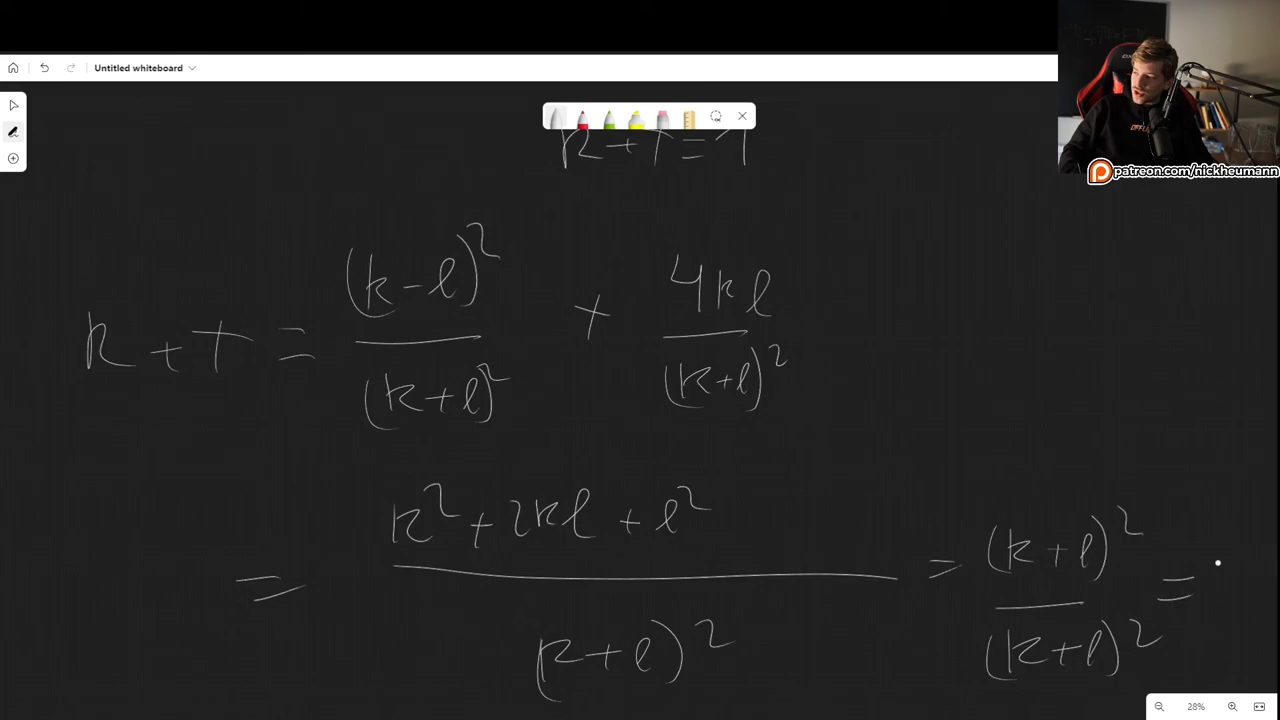 Untitled whiteboard
patreon.com/nickheumann
R+T=1
R+T = (k-l)²/(k+l)² + 4kl/(k+l)²
= k²+2kl+l²/(k+l)² = (k+l)²/(k+l)² =
28%